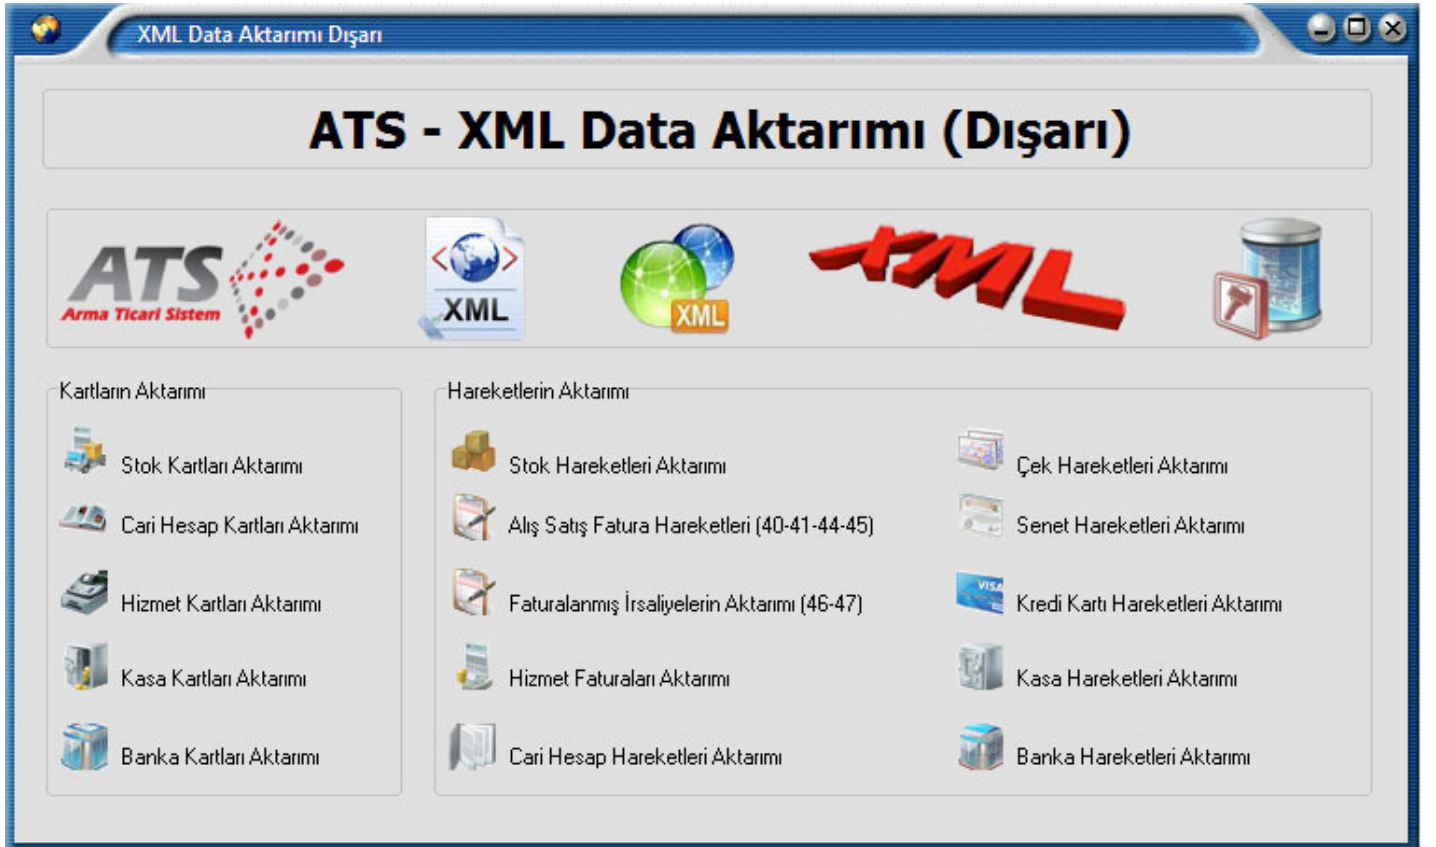 XML Data Aktarımı Dışarı
ATS - XML Data Aktarımı (Dışarı)
ATS
Arma Ticari Sistem
< >
XML
XML
XML
Kartların Aktarımı
Stok Kartları Aktarımı
Cari Hesap Kartları Aktarımı
Hizmet Kartları Aktarımı
Kasa Kartları Aktarımı
Banka Kartları Aktarımı
Hareketlerin Aktarımı
Stok Hareketleri Aktarımı
Alış Satış Fatura Hareketleri (40-41-44-45)
Faturalanmış İrsaliyelerin Aktarımı (46-47)
Hizmet Faturaları Aktarımı
Cari Hesap Hareketleri Aktarımı
Çek Hareketleri Aktarımı
Senet Hareketleri Aktarımı
VISA
Kredi Kartı Hareketleri Aktarımı
Kasa Hareketleri Aktarımı
Banka Hareketleri Aktarımı